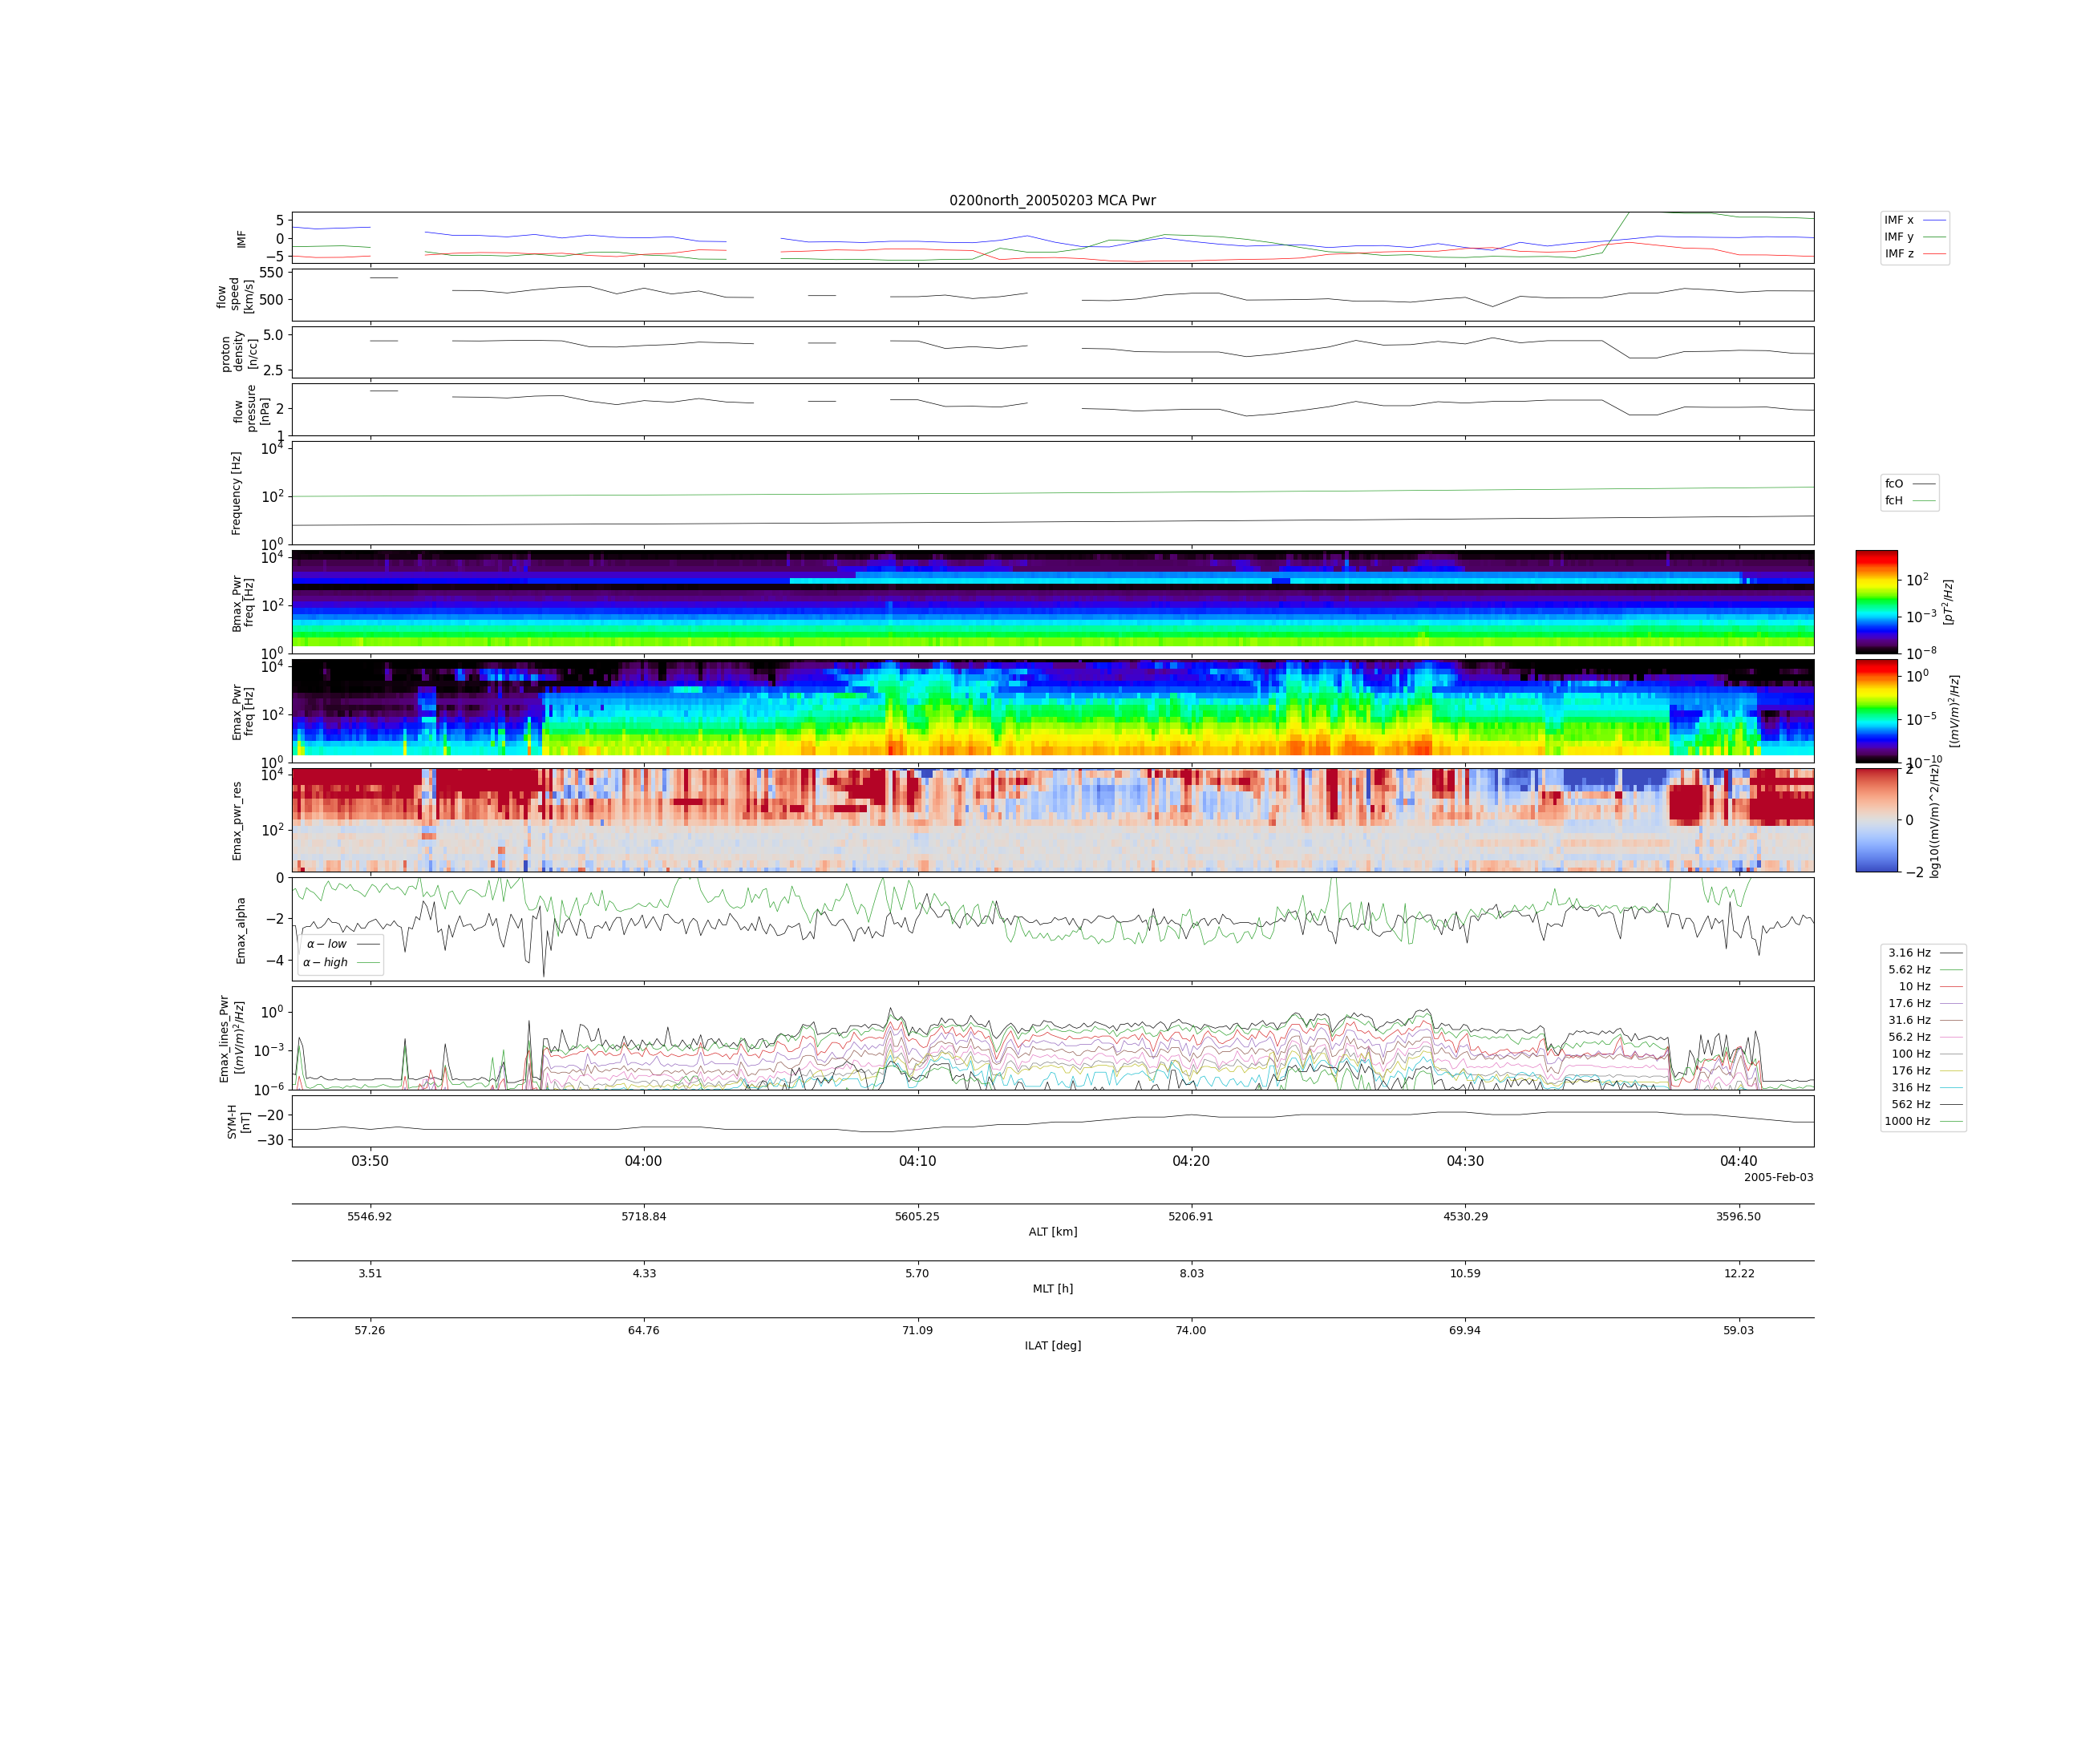 0200north_20050203 MCA Pwr
IMF
5
0
−5
IMF x
IMF y
IMF z
flow
speed
[km/s]
550
500
proton
density
[n/cc]
5.0
2.5
flow
pressure
[nPa]
2
1
Frequency [Hz]
10^4
10^2
10^0
fcO
fcH
Bmax_Pwr
freq [Hz]
10^4
10^2
10^0
10^2
10^-3
10^-8
[pT^2/Hz]
Emax_Pwr
freq [Hz]
10^4
10^2
10^0
10^0
10^-5
10^-10
[(mV/m)^2/Hz]
Emax_pwr_res
10^4
10^2
2
0
−2
log10((mV/m)^2/Hz)
Emax_alpha
0
−2
−4
α − low
α − high
Emax_lines_Pwr
[(mV/m)^2/Hz]
10^0
10^-3
10^-6
3.16 Hz
5.62 Hz
10 Hz
17.6 Hz
31.6 Hz
56.2 Hz
100 Hz
176 Hz
316 Hz
562 Hz
1000 Hz
SYM-H
[nT]
−20
−30
03:50 04:00 04:10 04:20 04:30 04:40
2005-Feb-03
5546.92 5718.84 5605.25 5206.91 4530.29 3596.50
ALT [km]
3.51 4.33 5.70 8.03 10.59 12.22
MLT [h]
57.26 64.76 71.09 74.00 69.94 59.03
ILAT [deg]